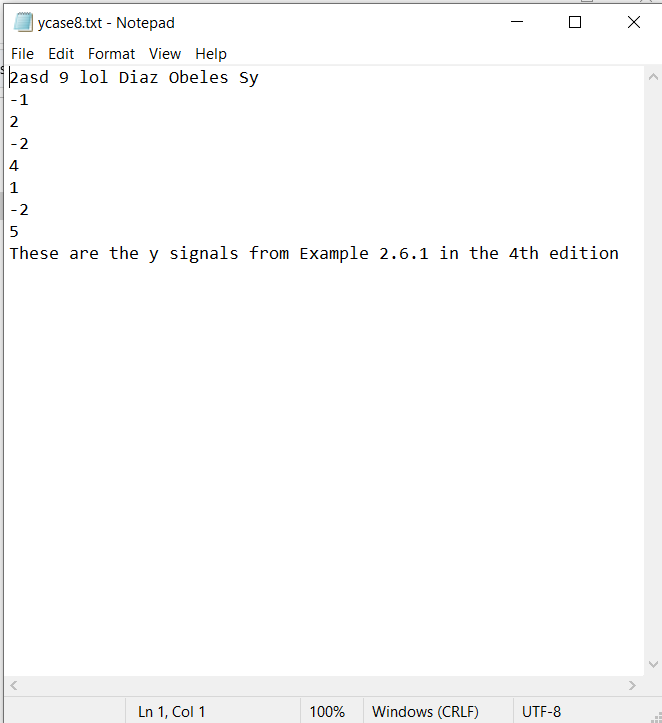 ycase8.txt - Notepad
File Edit Format View Help
2asd 9 lol Diaz Obeles Sy
-1
2
-2
4
1
-2
5
These are the y signals from Example 2.6.1 in the 4th edition
Ln 1, Col 1 100% Windows (CRLF) UTF-8